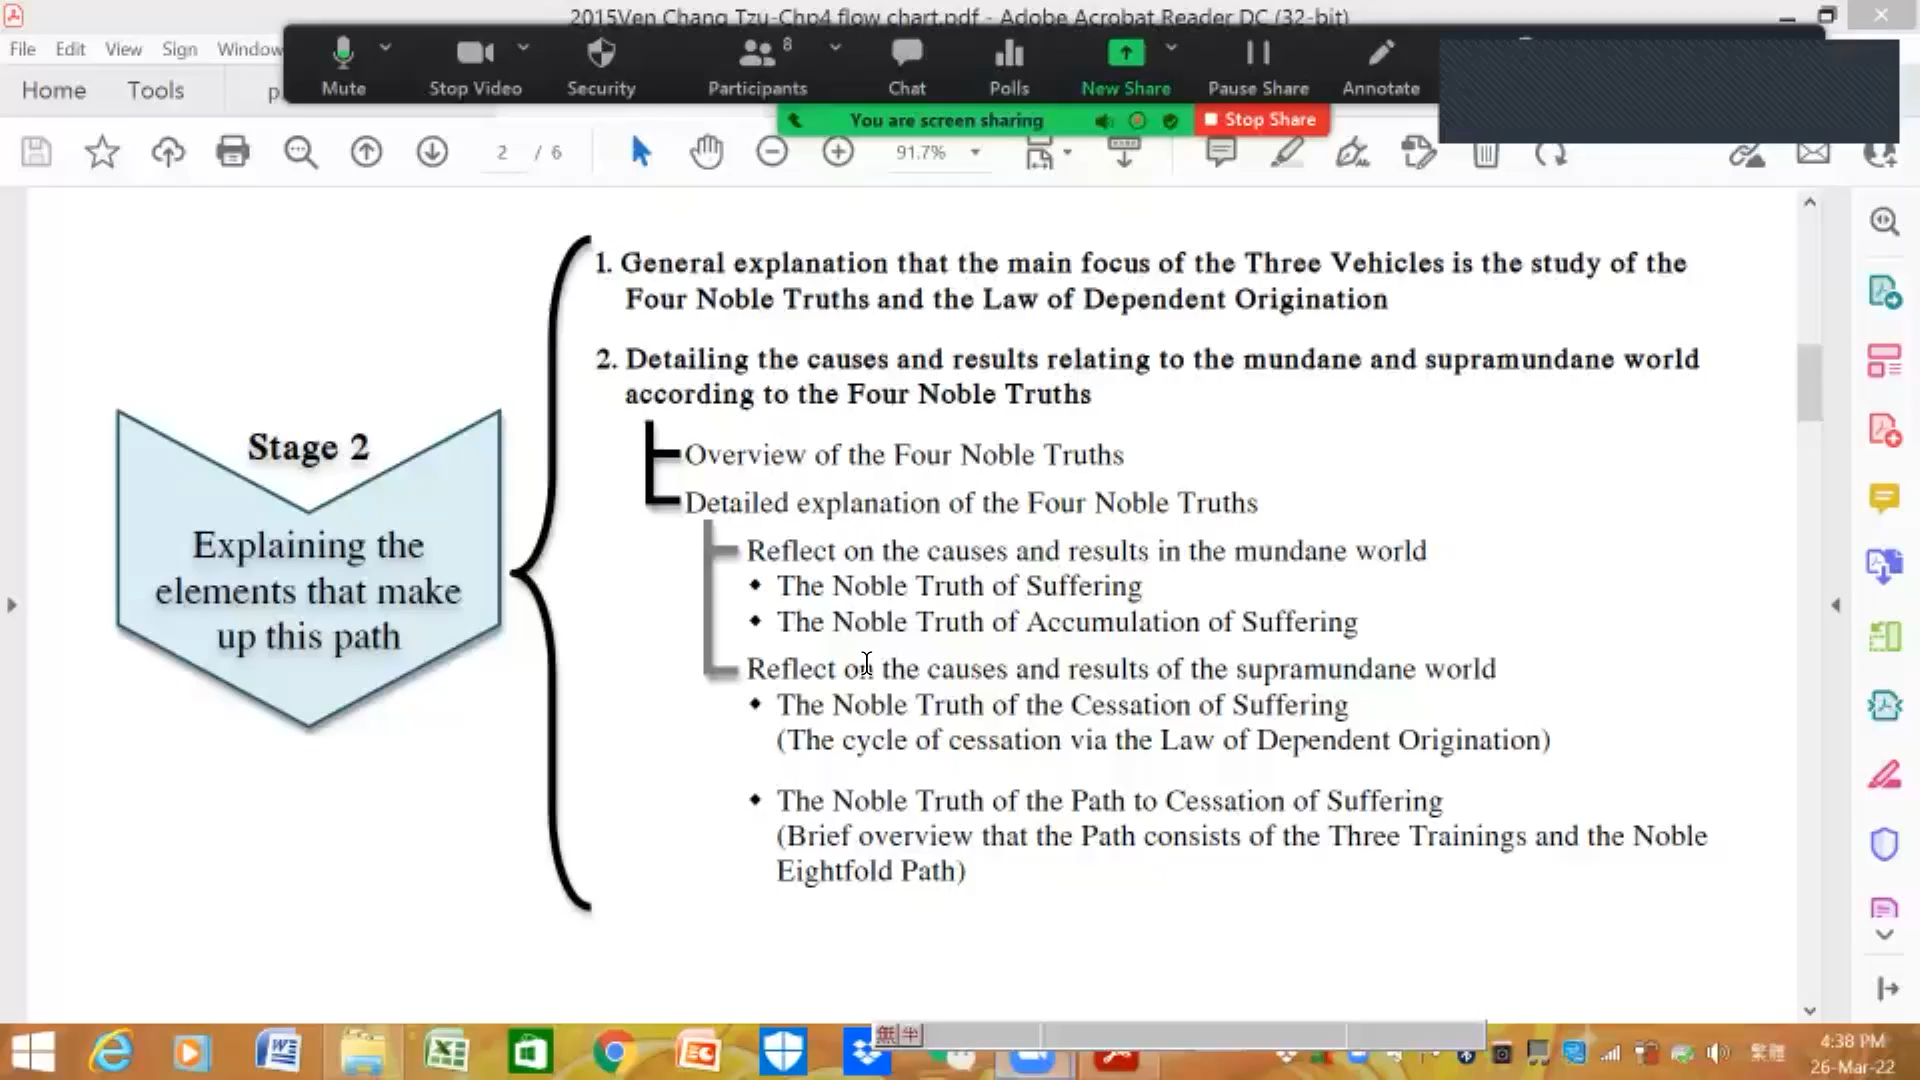 2015Ven Chang Tzu-Chp4 flow chart.pdf - Adobe Acrobat Reader DC (32-bit)
File Edit View Sign Window
Mute Stop Video Security Participants 8 Chat Polls New Share Pause Share Annotate
Home Tools
You are screen sharing Stop Share
2 / 6 91.7%
1. General explanation that the main focus of the Three Vehicles is the study of the
Four Noble Truths and the Law of Dependent Origination
2. Detailing the causes and results relating to the mundane and supramundane world
according to the Four Noble Truths
Stage 2
Explaining the
elements that make
up this path
Overview of the Four Noble Truths
Detailed explanation of the Four Noble Truths
Reflect on the causes and results in the mundane world
⬥ The Noble Truth of Suffering
⬥ The Noble Truth of Accumulation of Suffering
Reflect on the causes and results of the supramundane world
⬥ The Noble Truth of the Cessation of Suffering
(The cycle of cessation via the Law of Dependent Origination)
⬥ The Noble Truth of the Path to Cessation of Suffering
(Brief overview that the Path consists of the Three Trainings and the Noble
Eightfold Path)
4:38 PM
26-Mar-22